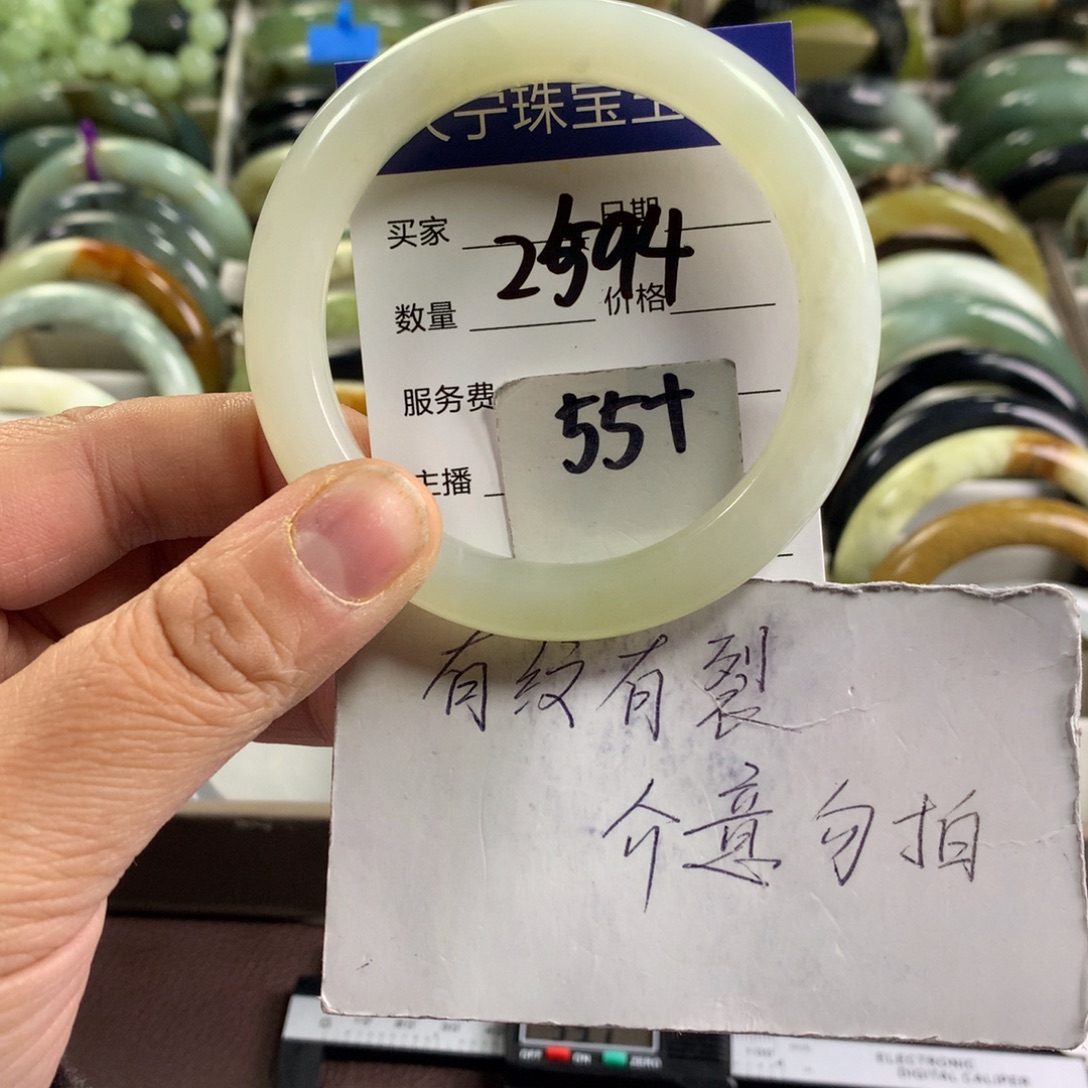 宁珠宝
买家 日期
2594
数量 价格
服务费
55+
主播
有纹有裂
介意勿拍
OFF ON ZERO
ELECTRONIC
DIGITAL CALIPER